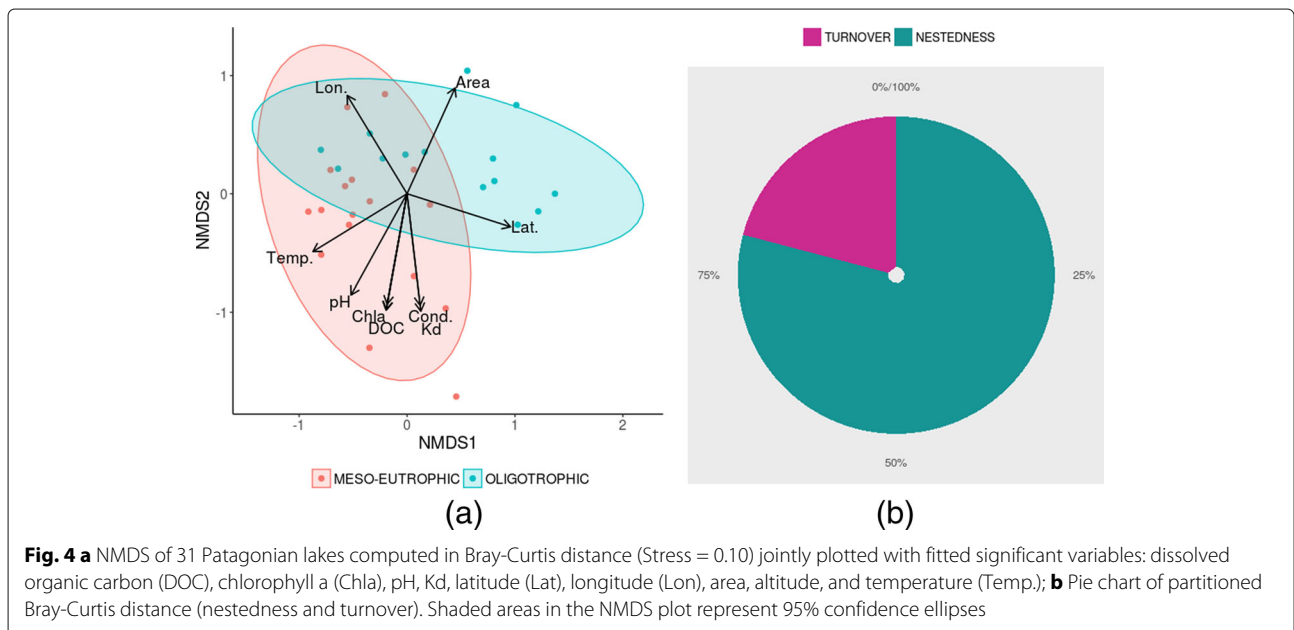 1
0
-1
NMDS2
Lon.
Area
Lat.
Temp.
pH
Chla
DOC
Cond.
Kd
-1 0 1 2
NMDS1
MESO-EUTROPHIC OLIGOTROPHIC
(a)
TURNOVER NESTEDNESS
0%/100%
75%
25%
50%
(b)
Fig. 4 a NMDS of 31 Patagonian lakes computed in Bray-Curtis distance (Stress = 0.10) jointly plotted with fitted significant variables: dissolved
organic carbon (DOC), chlorophyll a (Chla), pH, Kd, latitude (Lat), longitude (Lon), area, altitude, and temperature (Temp.); b Pie chart of partitioned
Bray-Curtis distance (nestedness and turnover). Shaded areas in the NMDS plot represent 95% confidence ellipses